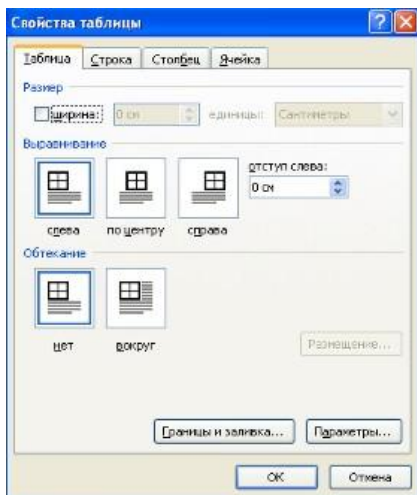 Свойства таблицы
Таблица Строка Столбец Ячейка
Размер
ширина: 0 см единицы: Сантиметры
Выравнивание
отступ слева:
0 см
слева по центру справа
Обтекание
нет вокруг
Размещение...
Границы и заливка... Параметры...
ОК Отмена